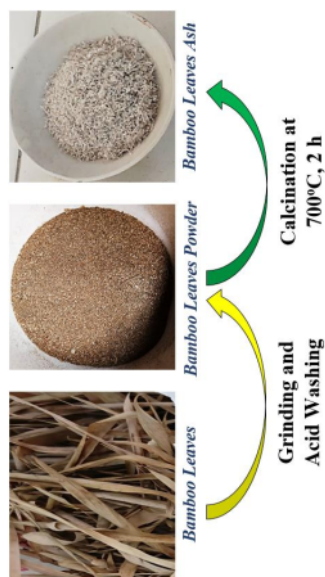 Bamboo Leaves
Bamboo Leaves Powder
Bamboo Leaves Ash
Grinding and
Acid Washing
Calcination at
700°C, 2 h